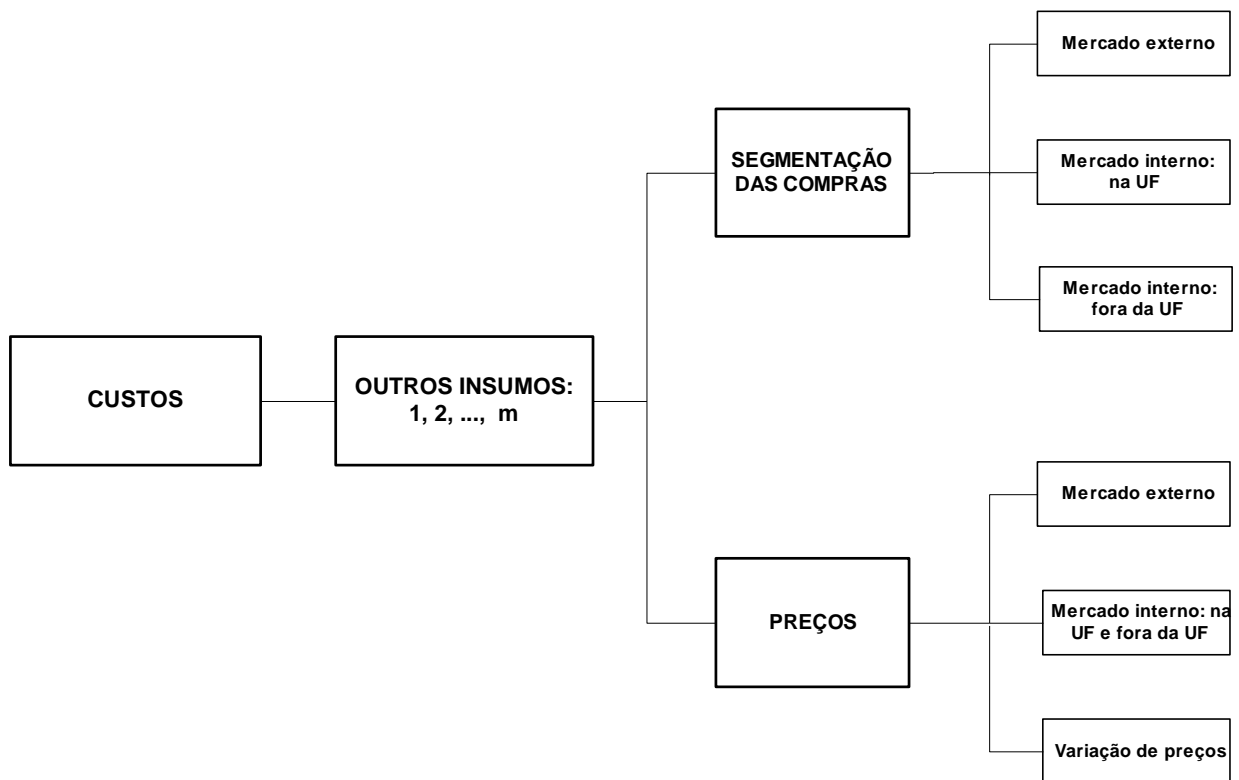 Mercado externo
SEGMENTAÇÃO
DAS COMPRAS
Mercado interno:
na UF
Mercado interno:
fora da UF
CUSTOS
OUTROS INSUMOS:
1, 2, ..., m
Mercado externo
PREÇOS
Mercado interno: na
UF e fora da UF
Variação de preços